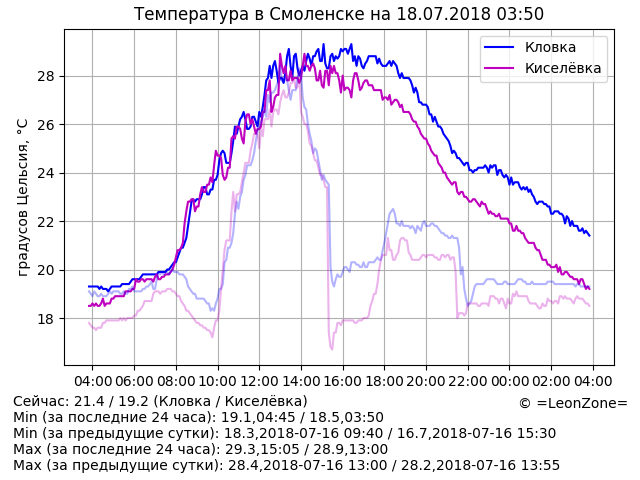 Температура в Смоленске на 18.07.2018 03:50
Кловка
Киселёвка
градусов Цельсия, °C
28
26
24
22
20
18
04:00 06:00 08:00 10:00 12:00 14:00 16:00 18:00 20:00 22:00 00:00 02:00 04:00
Сейчас: 21.4 / 19.2 (Кловка / Киселёвка)
© =LeonZone=
Min (за последние 24 часа): 19.1,04:45 / 18.5,03:50
Min (за предыдущие сутки): 18.3,2018-07-16 09:40 / 16.7,2018-07-16 15:30
Max (за последние 24 часа): 29.3,15:05 / 28.9,13:00
Max (за предыдущие сутки): 28.4,2018-07-16 13:00 / 28.2,2018-07-16 13:55